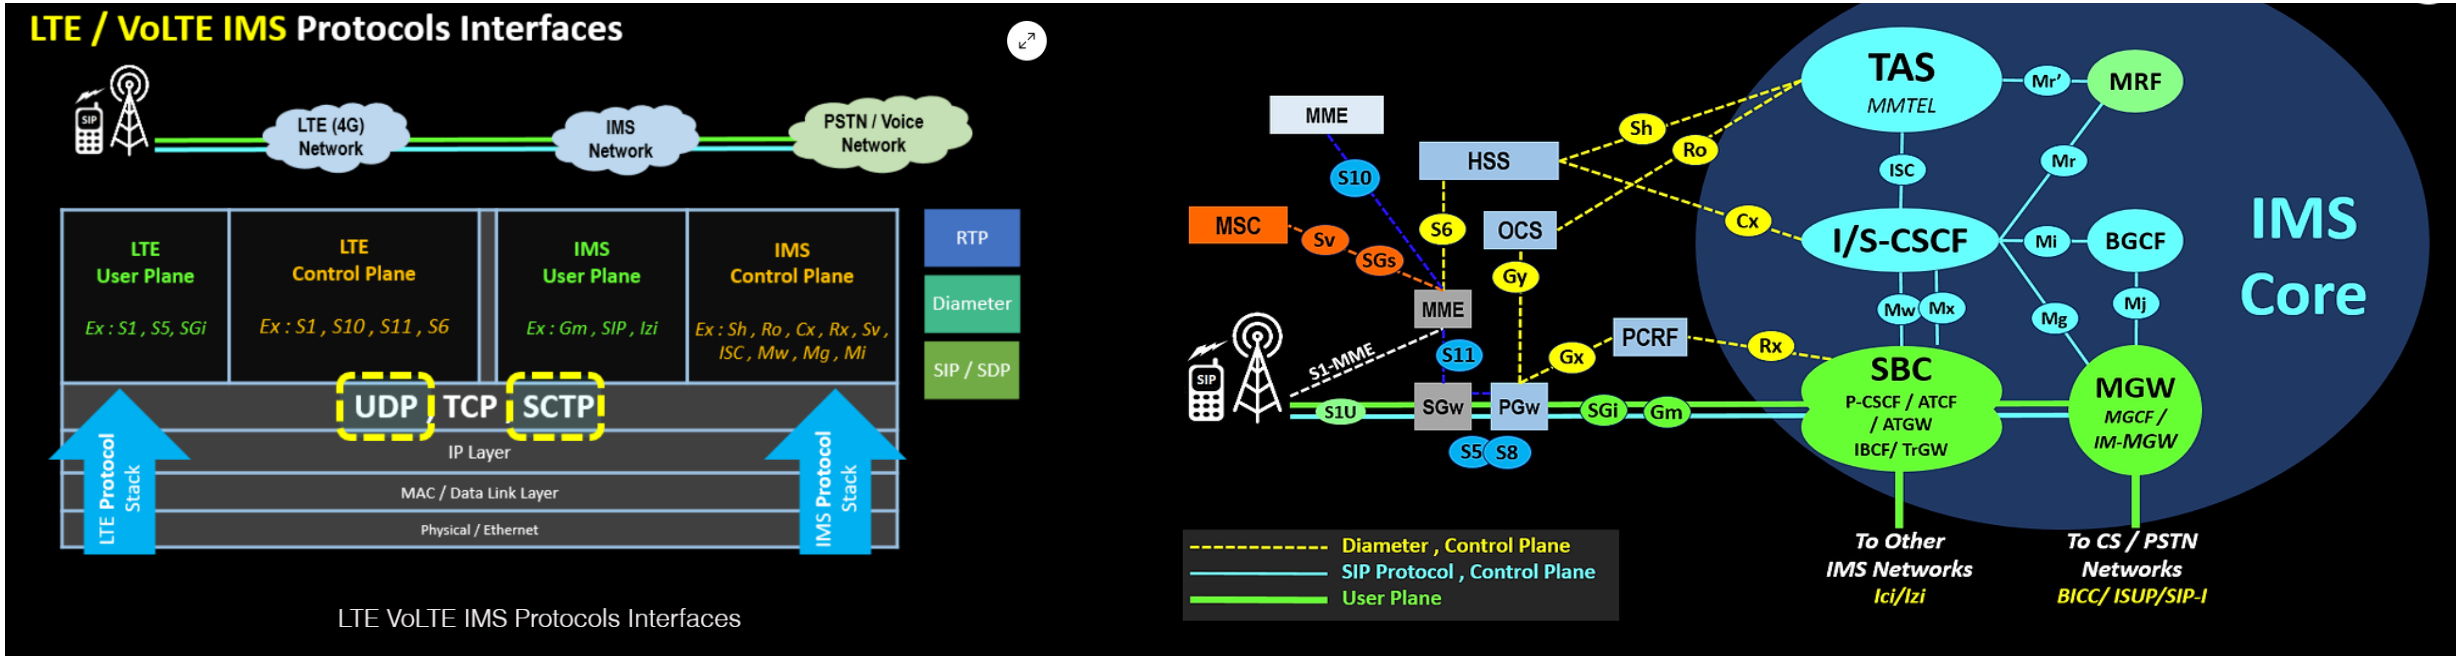 LTE / VoLTE IMS Protocols Interfaces
SIP
LTE (4G)
Network
IMS
Network
PSTN / Voice
Network
LTE
User Plane
Ex : S1 , S5, SGi
LTE
Control Plane
Ex : S1 , S10 , S11 , S6
IMS
User Plane
Ex : Gm , SIP , Izi
IMS
Control Plane
Ex : Sh , Ro , Cx , Rx , Sv ,
ISC , Mw , Mg , Mi
RTP
Diameter
SIP / SDP
UDP , TCP , SCTP
IP Layer
MAC / Data Link Layer
Physical / Ethernet
LTE Protocol
Stack
IMS Protocol
Stack
LTE VoLTE IMS Protocols Interfaces
MME
S10
HSS
MSC
Sv
SGs
S6
OCS
Gy
MME
S1-MME
S11
SIP
S1U
SGw
PGw
S5
S8
Gx
PCRF
Rx
SGi
Gm
Sh
Ro
Cx
TAS
MMTEL
Mr'
MRF
ISC
Mr
I/S-CSCF
Mi
BGCF
Mw
Mx
Mg
Mj
IMS
Core
SBC
P-CSCF / ATCF
/ ATGW
IBCF/ TrGW
MGW
MGCF /
IM-MGW
To Other
IMS Networks
Ici/Izi
To CS / PSTN
Networks
BICC/ ISUP/SIP-I
Diameter , Control Plane
SIP Protocol , Control Plane
User Plane